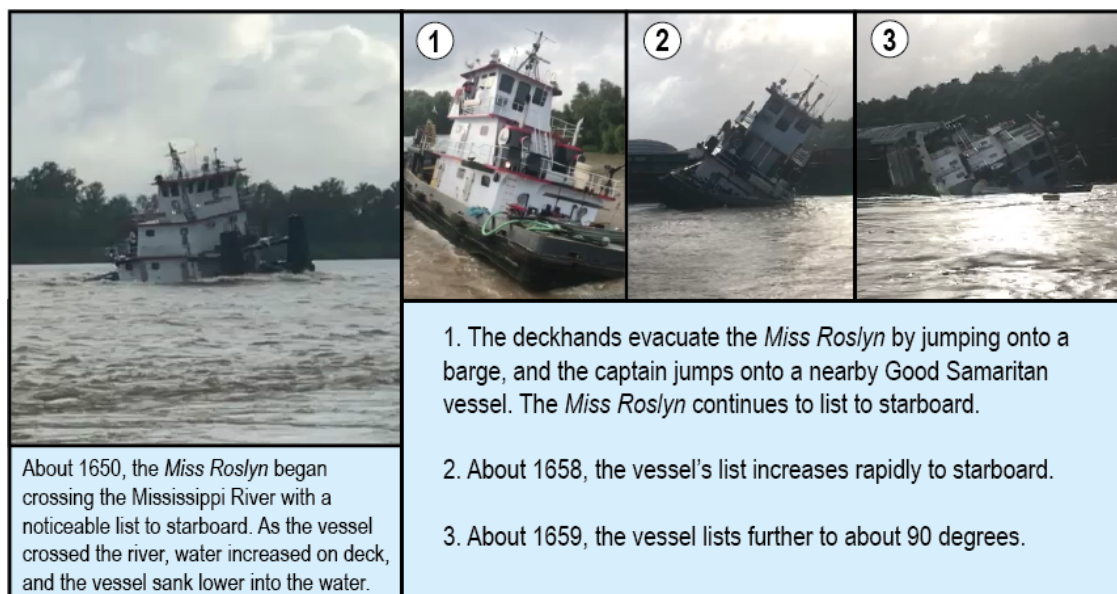 About 1650, the Miss Roslyn began
crossing the Mississippi River with a
noticeable list to starboard. As the vessel
crossed the river, water increased on deck,
and the vessel sank lower into the water.
1
2
3
1. The deckhands evacuate the Miss Roslyn by jumping onto a
barge, and the captain jumps onto a nearby Good Samaritan
vessel. The Miss Roslyn continues to list to starboard.
2. About 1658, the vessel’s list increases rapidly to starboard.
3. About 1659, the vessel lists further to about 90 degrees.